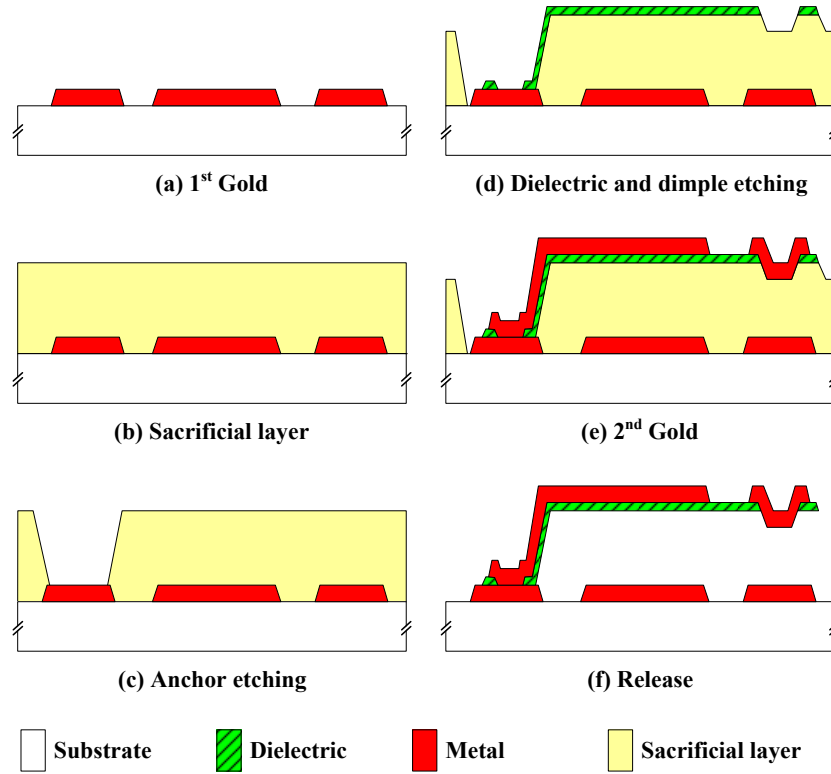 (a) 1st Gold
(d) Dielectric and dimple etching
(b) Sacrificial layer
(e) 2nd Gold
(c) Anchor etching
(f) Release
Substrate
Dielectric
Metal
Sacrificial layer